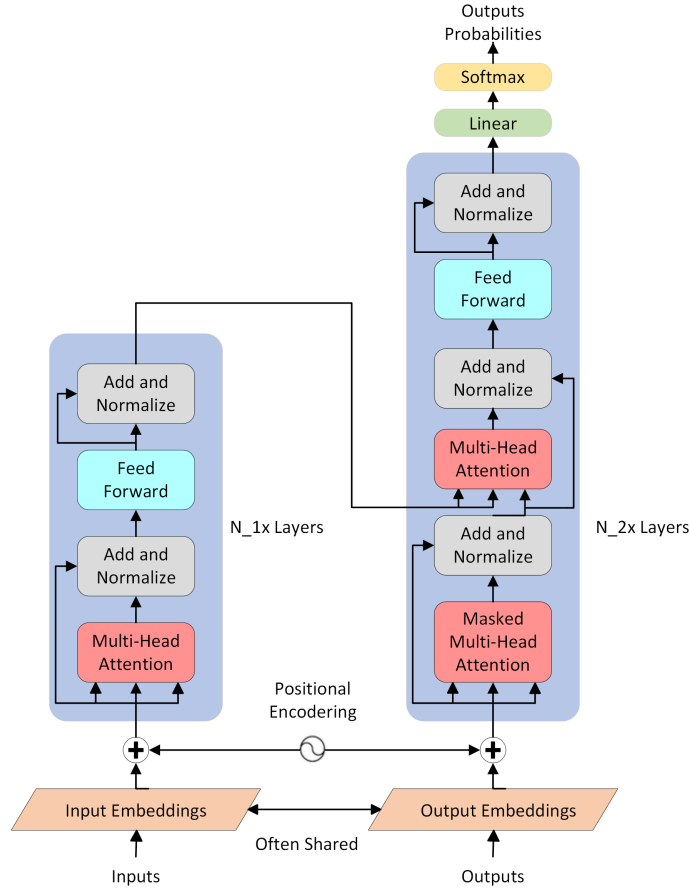 Outputs
Probabilities
Softmax
Linear
Add and
Normalize
Feed
Forward
Add and
Normalize
Multi-Head
Attention
Add and
Normalize
Masked
Multi-Head
Attention
N_2x Layers
Add and
Normalize
Feed
Forward
Add and
Normalize
Multi-Head
Attention
N_1x Layers
Positional
Encodering
Input Embeddings
Output Embeddings
Often Shared
Inputs
Outputs